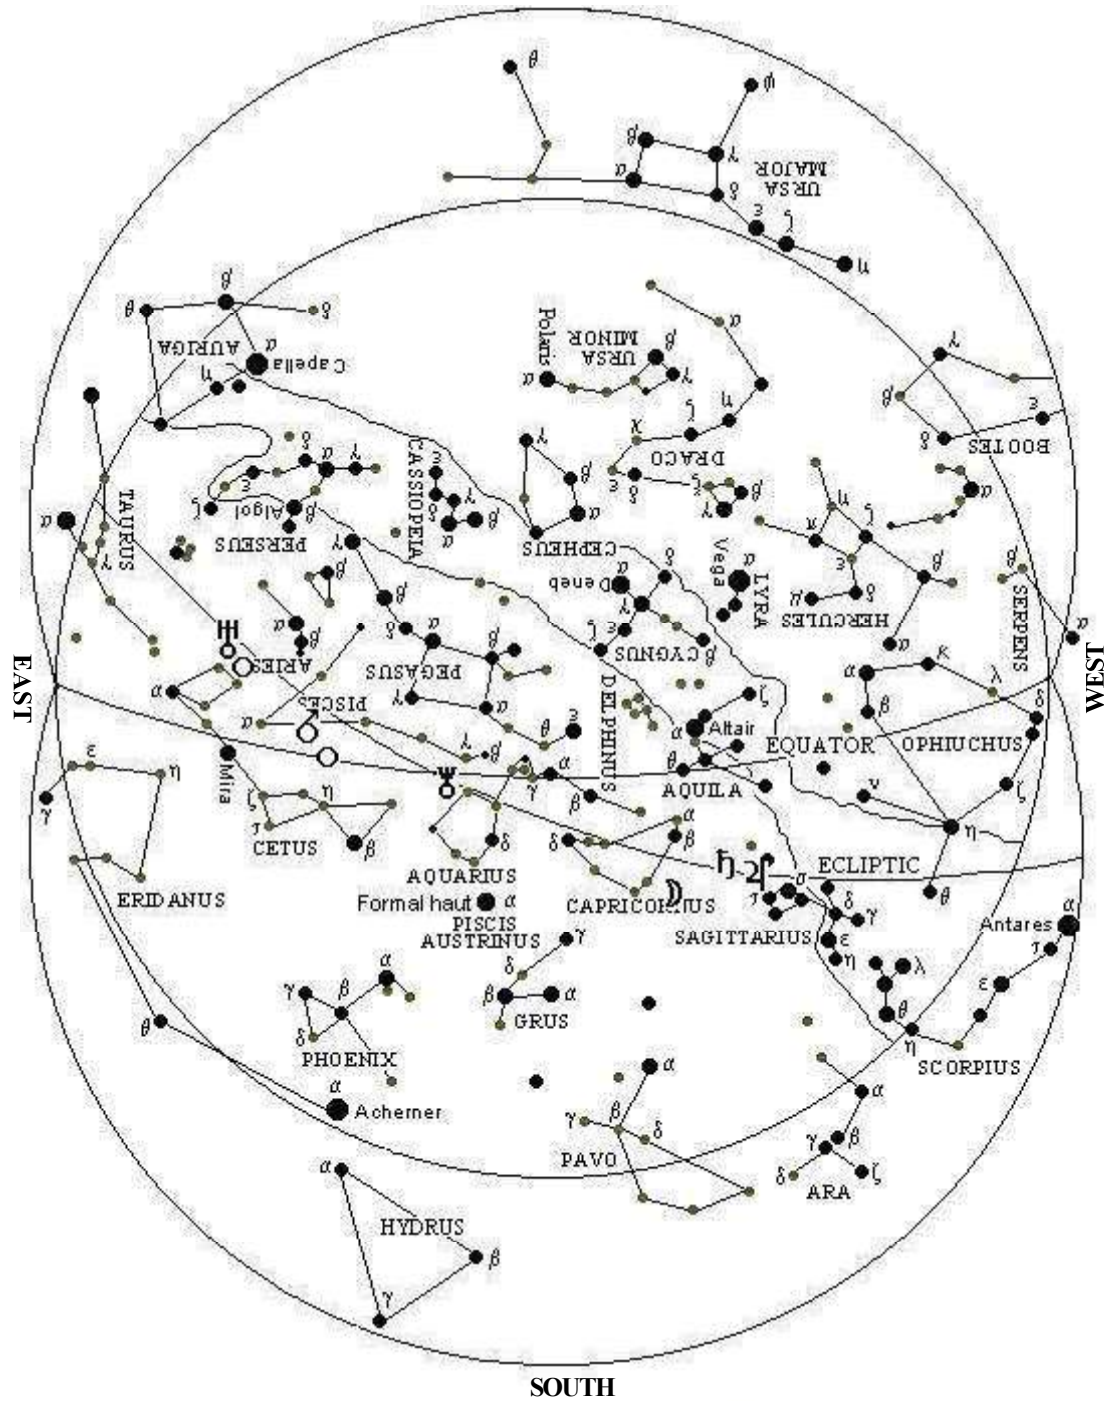 θ
φ
β
γ
α
δ
URSA
MAJOR
ε
ζ
η
β
θ
δ
AURIGA
α
Capella
η
Polaris
α
URSA
MINOR
β
γ
α
η
ζ
χ
DRACO
δ
ε
ξ
β
γ
γ
β
δ
ε
BOOTES
TAURUS
α
γ
δ
α
γ
ε
ζ
Algol
β
PERSEUS
CASSIOPEIA
ε
γ
δ
α
β
γ
β
α
CEPHEUS
η
π
ζ
ε
β
δ
μ
HERCULES
α
α
β
SERPENS
α
γ
β
δ
α
PEGASUS
γ
β
α
β
ARIES
δ
α
Deneb
γ
ε
ζ
β
CYGNUS
α
Vega
LYRA
EAST
WEST
PISCES
α
γ
β
θ
ε
DELPHINUS
ζ
α
Altair
θ
AQUILA
EQUATOR
OPHIUCHUS
α
κ
β
λ
δ
ν
ζ
η
θ
α
Mira
ε
η
γ
θ
ERIDANUS
ζ
η
τ
β
CETUS
γ
α
β
δ
AQUARIUS
δ
α
β
CAPRICORNUS
ECLIPTIC
σ
τ
δ
γ
ε
η
SAGITTARIUS
Formal haut
α
PISCIS
AUSTRINUS
γ
δ
β
α
GRUS
α
γ
β
δ
PHOENIX
α
Acherner
α
Antares
τ
ε
λ
θ
η
SCORPIUS
α
γ
β
δ
PAVO
α
γ
β
δ
ζ
ARA
α
HYDRUS
β
γ
SOUTH